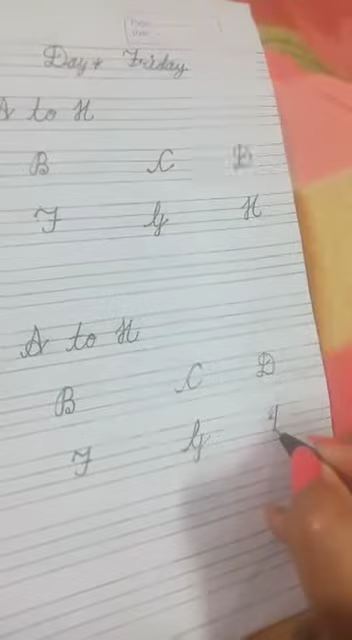 Day * Friday
A to H
B C D
F G H
A to H
B C D
F G